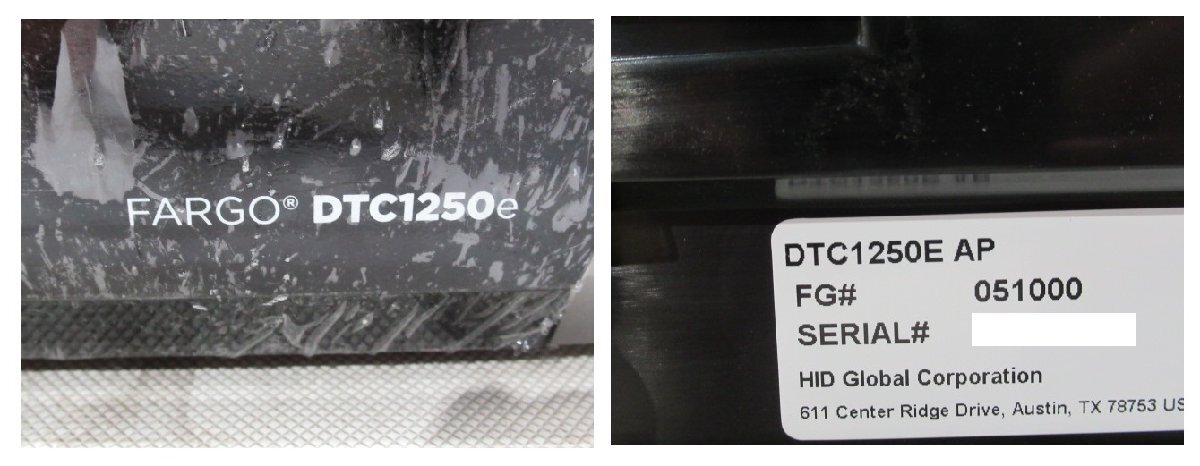 FARGO® DTC1250e
DTC1250E AP
FG# 051000
SERIAL#
HID Global Corporation
611 Center Ridge Drive, Austin, TX 78753 US